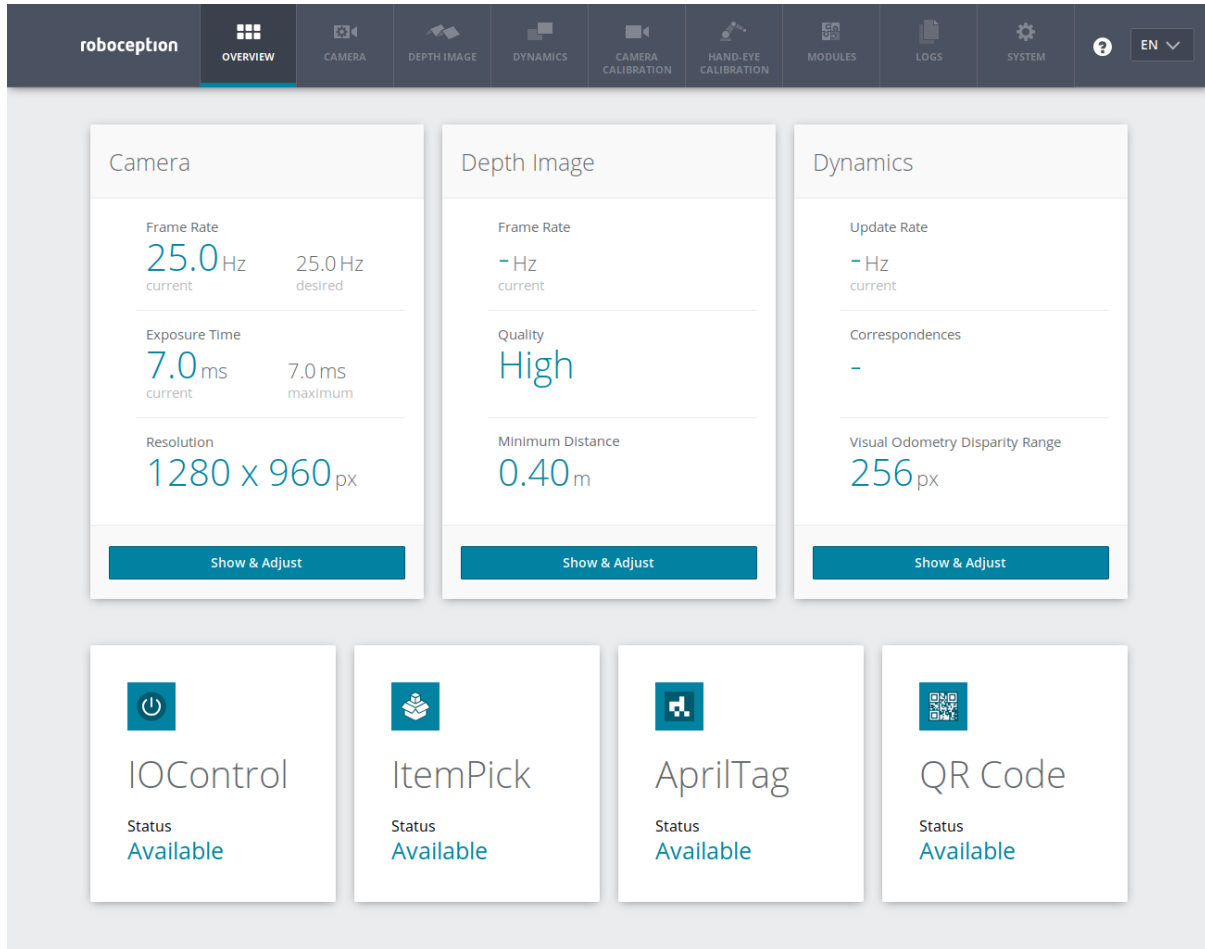 roboception
OVERVIEW
CAMERA
DEPTH IMAGE
DYNAMICS
CAMERA
CALIBRATION
HAND-EYE
CALIBRATION
MODULES
LOGS
SYSTEM
?
EN
Camera
Frame Rate
25.0 Hz 25.0 Hz
current desired
Exposure Time
7.0 ms 7.0 ms
current maximum
Resolution
1280 x 960 px
Show & Adjust
Depth Image
Frame Rate
- Hz
current
Quality
High
Minimum Distance
0.40 m
Show & Adjust
Dynamics
Update Rate
- Hz
current
Correspondences
-
Visual Odometry Disparity Range
256 px
Show & Adjust
IOControl
Status
Available
ItemPick
Status
Available
AprilTag
Status
Available
QR Code
Status
Available